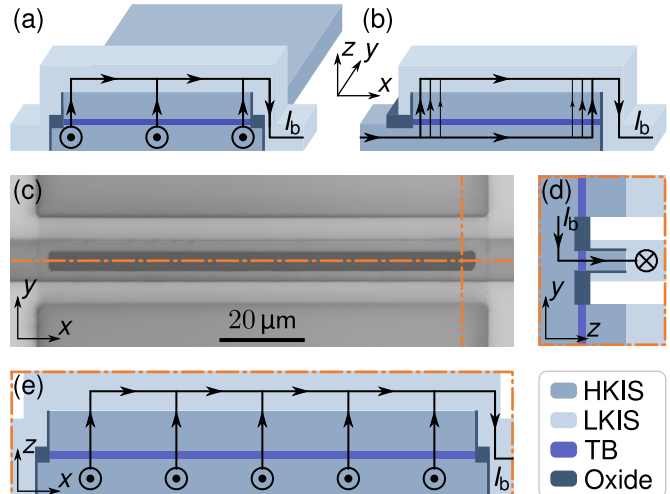 (a)
z
y
x
I_b
(b)
I_b
(c)
y
x
20 μm
(d)
I_b
y
z
(e)
z
x
I_b
HKIS
LKIS
TB
Oxide